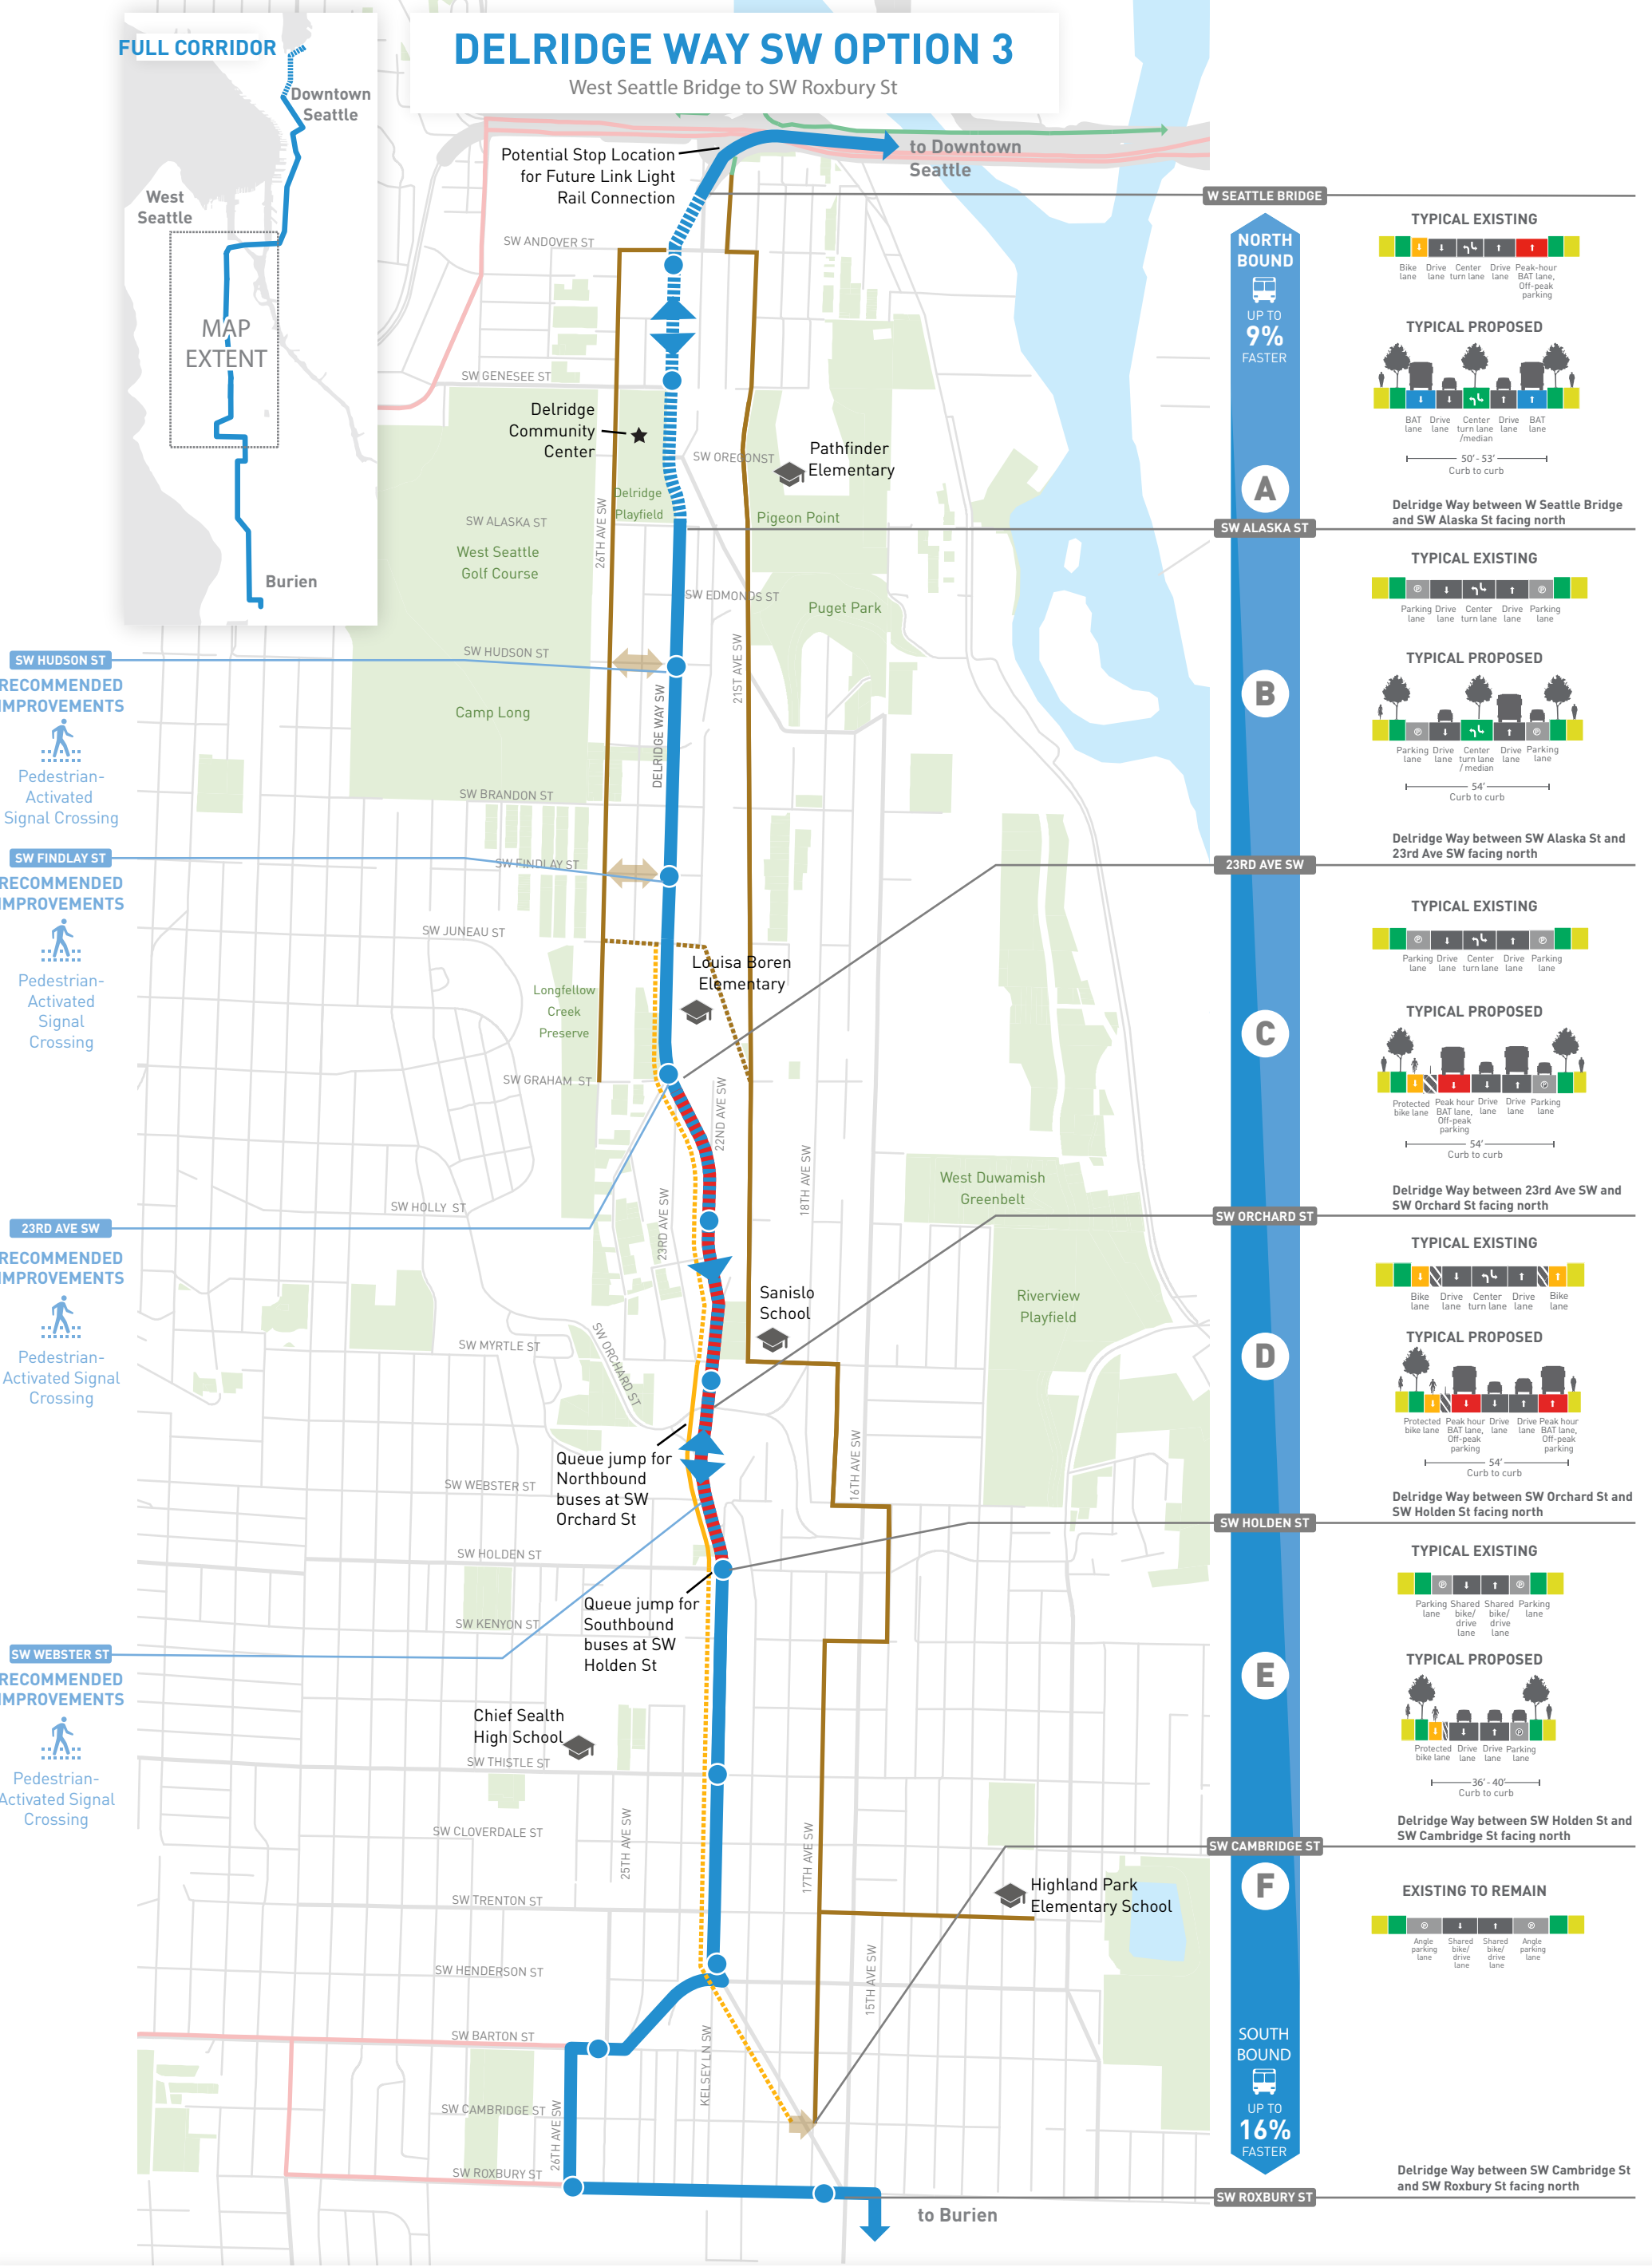 FULL CORRIDOR
Downtown
Seattle
West
Seattle
MAP
EXTENT
Burien
DELRIDGE WAY SW OPTION 3
West Seattle Bridge to SW Roxbury St
Potential Stop Location
for Future Link Light
Rail Connection
to Downtown
Seattle
SW ANDOVER ST
SW GENESEE ST
Delridge
Community
Center
SW OREGONST
Pathfinder
Elementary
Delridge
Playfield
Pigeon Point
SW ALASKA ST
26TH AVE SW
West Seattle
Golf Course
SW EDMONDS ST
Puget Park
SW HUDSON ST
21ST AVE SW
DELRIDGE WAY SW
Camp Long
SW BRANDON ST
SW FINDLAY ST
SW JUNEAU ST
Louisa Boren
Elementary
Longfellow
Creek
Preserve
SW GRAHAM ST
22ND AVE SW
18TH AVE SW
West Duwamish
Greenbelt
SW HOLLY ST
23RD AVE SW
Sanislo
School
Riverview
Playfield
SW MYRTLE ST
SW ORCHARD ST
Queue jump for
Northbound
buses at SW
Orchard St
16TH AVE SW
SW WEBSTER ST
SW HOLDEN ST
Queue jump for
Southbound
buses at SW
Holden St
SW KENYON ST
Chief Sealth
High School
SW THISTLE ST
25TH AVE SW
17TH AVE SW
SW CLOVERDALE ST
Highland Park
Elementary School
SW TRENTON ST
15TH AVE SW
SW HENDERSON ST
SW BARTON ST
KELSEY LN SW
SW CAMBRIDGE ST
26TH AVE SW
SW ROXBURY ST
to Burien
SW HUDSON ST
RECOMMENDED
IMPROVEMENTS
Pedestrian-
Activated
Signal Crossing
SW FINDLAY ST
RECOMMENDED
IMPROVEMENTS
Pedestrian-
Activated
Signal
Crossing
23RD AVE SW
RECOMMENDED
IMPROVEMENTS
Pedestrian-
Activated Signal
Crossing
SW WEBSTER ST
RECOMMENDED
IMPROVEMENTS
Pedestrian-
Activated Signal
Crossing
W SEATTLE BRIDGE
NORTH
BOUND
UP TO
9%
FASTER
TYPICAL EXISTING
Bike lane
Drive lane
Center turn lane
Drive lane
Peak-hour BAT lane, Off-peak parking
TYPICAL PROPOSED
BAT lane
Drive lane
Center turn lane /median
Drive lane
BAT lane
50' - 53'
Curb to curb
A
Delridge Way between W Seattle Bridge
and SW Alaska St facing north
SW ALASKA ST
TYPICAL EXISTING
P
P
Parking lane
Drive lane
Center turn lane
Drive lane
Parking lane
B
TYPICAL PROPOSED
P
P
Parking lane
Drive lane
Center turn lane / median
Drive lane
Parking lane
54'
Curb to curb
Delridge Way between SW Alaska St and
23rd Ave SW facing north
23RD AVE SW
TYPICAL EXISTING
P
P
Parking lane
Drive lane
Center turn lane
Drive lane
Parking lane
C
TYPICAL PROPOSED
P
Protected bike lane
Peak hour BAT lane, Off-peak parking
Drive lane
Drive lane
Parking lane
54'
Curb to curb
Delridge Way between 23rd Ave SW and
SW Orchard St facing north
SW ORCHARD ST
TYPICAL EXISTING
Bike lane
Drive lane
Center turn lane
Drive lane
Bike lane
D
TYPICAL PROPOSED
Protected bike lane
Peak hour BAT lane, Off-peak parking
Drive lane
Drive lane
Peak hour BAT lane, Off-peak parking
54'
Curb to curb
Delridge Way between SW Orchard St and
SW Holden St facing north
SW HOLDEN ST
TYPICAL EXISTING
P
P
Parking lane
Shared bike/ drive lane
Shared bike/ drive lane
Parking lane
E
TYPICAL PROPOSED
P
Protected bike lane
Drive lane
Drive lane
Parking lane
36' - 40'
Curb to curb
Delridge Way between SW Holden St and
SW Cambridge St facing north
SW CAMBRIDGE ST
F
EXISTING TO REMAIN
P
P
Angle parking lane
Shared bike/ drive lane
Shared bike/ drive lane
Angle parking lane
SOUTH
BOUND
UP TO
16%
FASTER
Delridge Way between SW Cambridge St
and SW Roxbury St facing north
SW ROXBURY ST